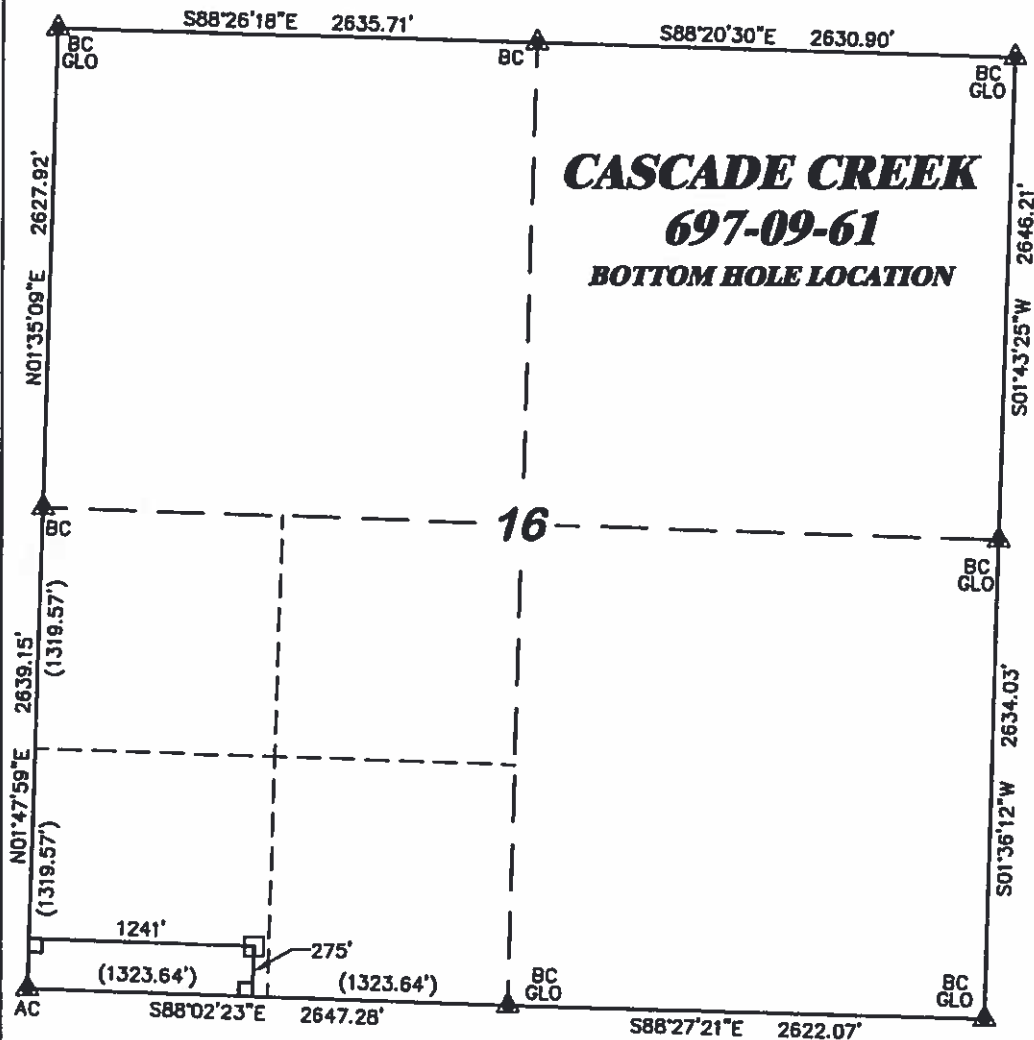 S88°26'18"E 2635.71'
S88°20'30"E 2630.90'
BC
GLO
BC
BC
GLO
CASCADE CREEK
697-09-61
BOTTOM HOLE LOCATION
N01°35'09"E 2627.92'
S01°43'25"W 2646.21'
BC
16
BC
GLO
(1319.57')
N01°47'59"E 2639.15'
(1319.57')
S01°36'12"W 2634.03'
1241'
275'
(1323.64')
(1323.64')
BC
GLO
BC
GLO
AC
S88°02'23"E 2647.28'
S88°27'21"E 2622.07'